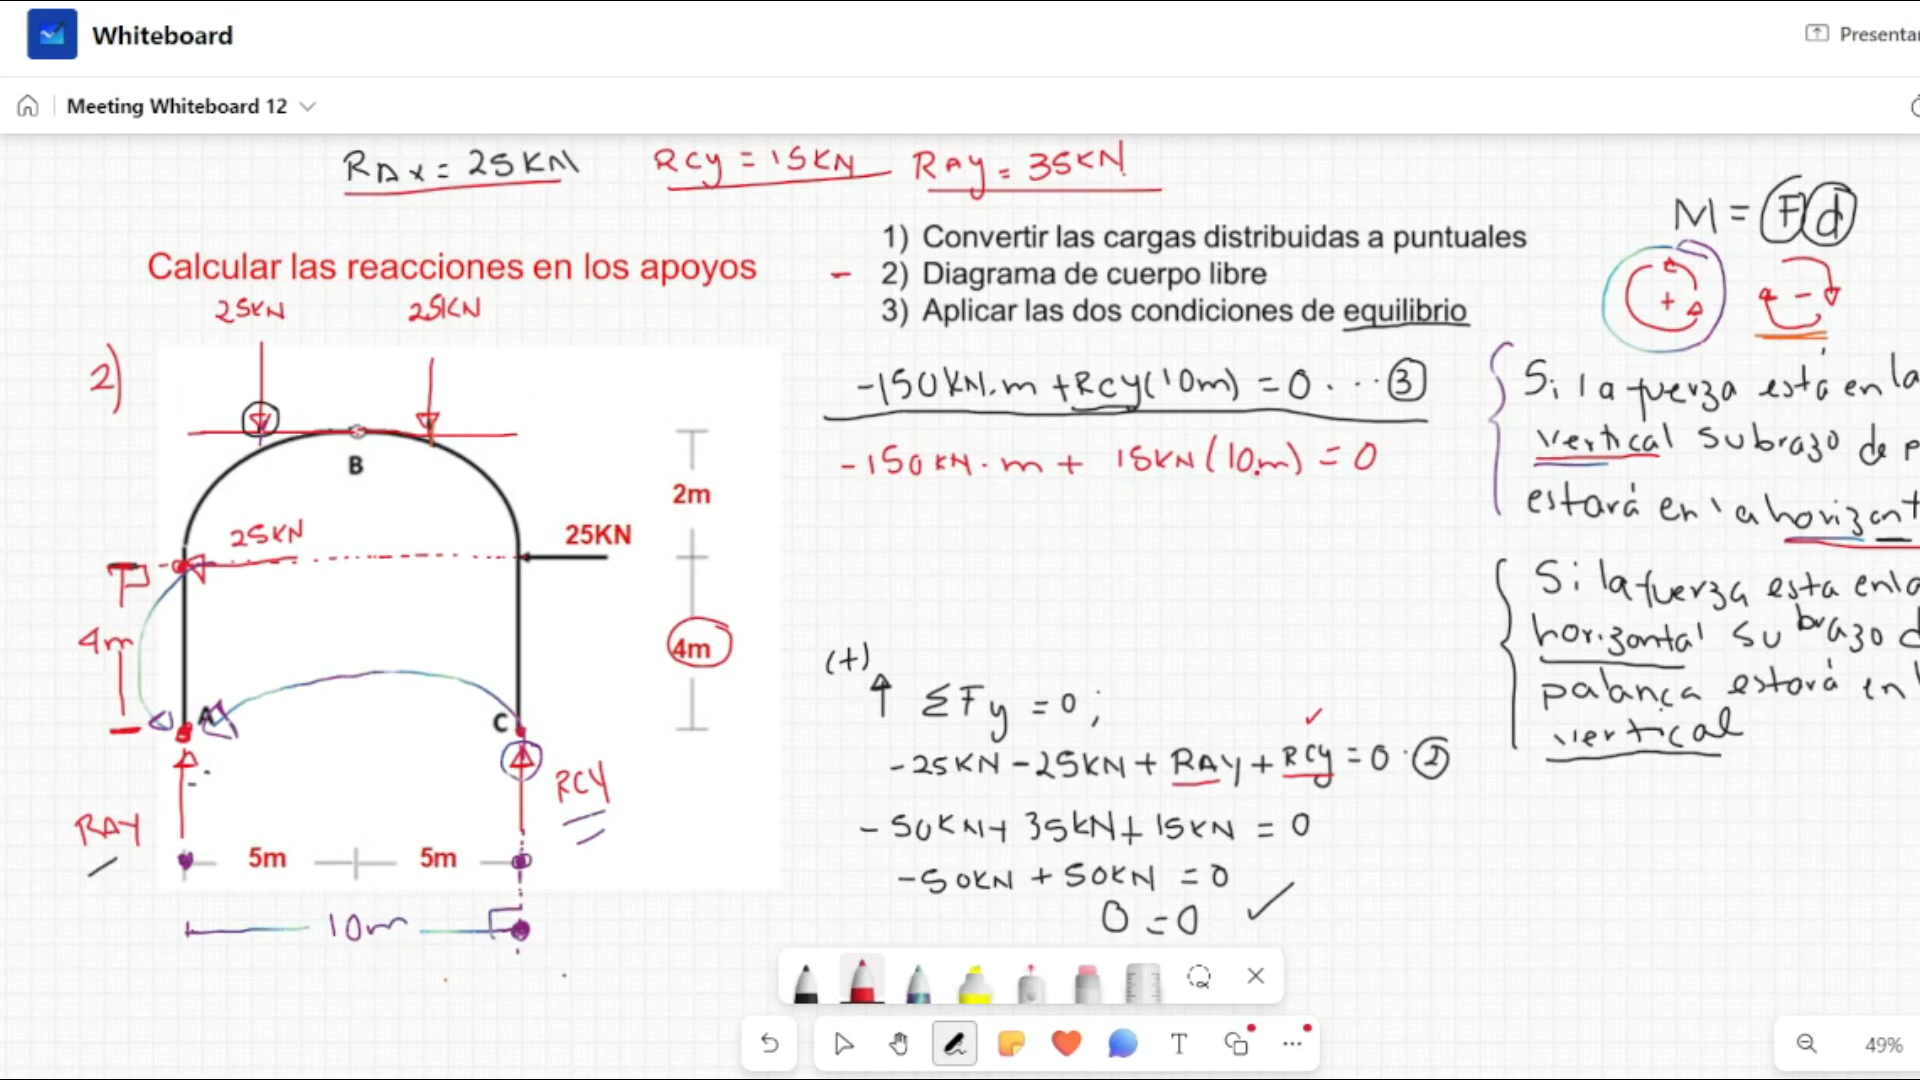 Whiteboard
Presentar
Meeting Whiteboard 12
RAx = 25KN RCy = 15KN RAy = 35KN
M = F d
1) Convertir las cargas distribuidas a puntuales
Calcular las reacciones en los apoyos
- 2) Diagrama de cuerpo libre
3) Aplicar las dos condiciones de equilibrio
+ -
25KN 25KN
2)
-150KN.m + RCy(10m) = 0 ... 3
-150KN.m + 15KN(10m) = 0
Si la fuerza está en la
vertical su brazo de p
estará en la horizont
B
2m
25KN
25KN
Si la fuerza esta en la
horizontal su brazo d
palanca estará en l
vertical
4m
4m
A
C
(+)
ΣFy = 0;
-25KN -25KN + RAY + RCy = 0 · 2
RCY
RAY
-50KN + 35KN + 15KN = 0
5m 5m
-50KN + 50KN = 0
0 = 0
10m
T
49%